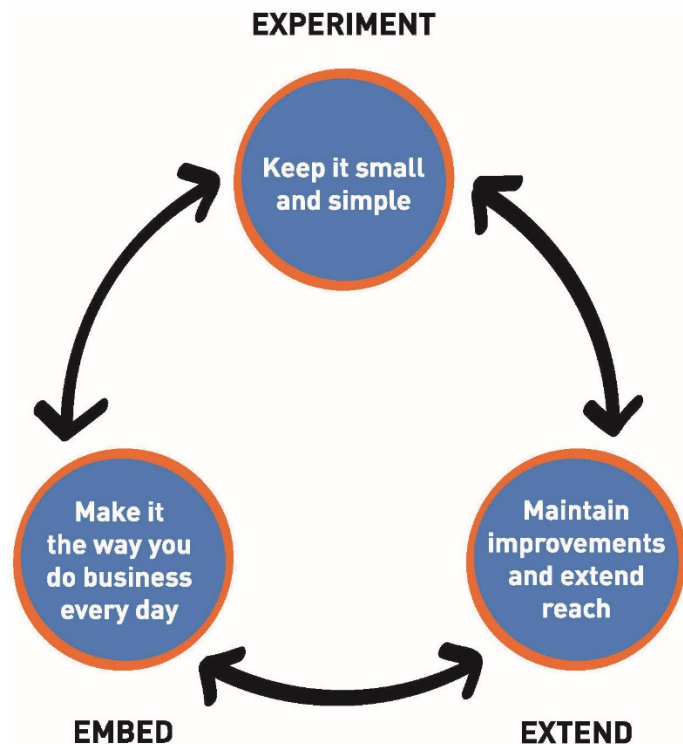 EXPERIMENT
Keep it small
and simple
Make it
the way you
do business
every day
Maintain
improvements
and extend
reach
EMBED
EXTEND